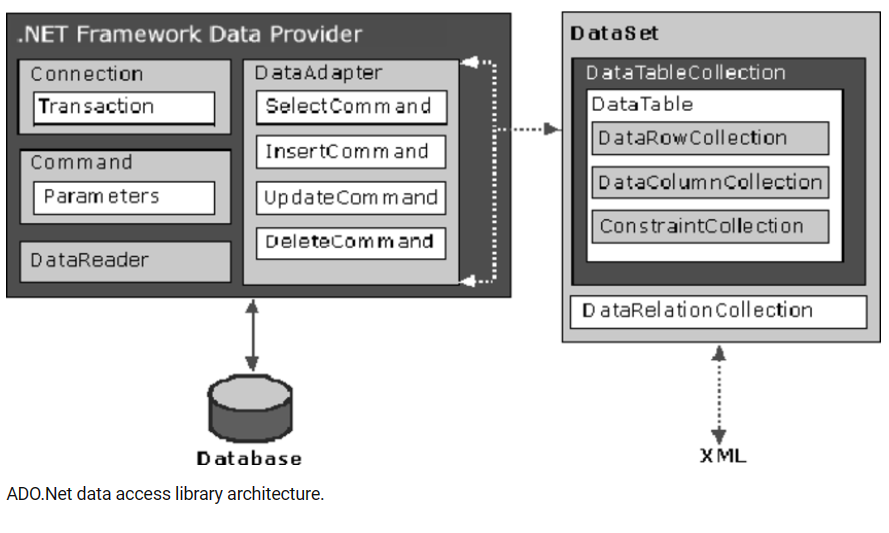 .NET Framework Data Provider
Connection
Transaction
Command
Parameters
DataReader
DataAdapter
SelectCommand
InsertCommand
UpdateCommand
DeleteCommand
Database
DataSet
DataTableCollection
DataTable
DataRowCollection
DataColumnCollection
ConstraintCollection
DataRelationCollection
XML
ADO.Net data access library architecture.